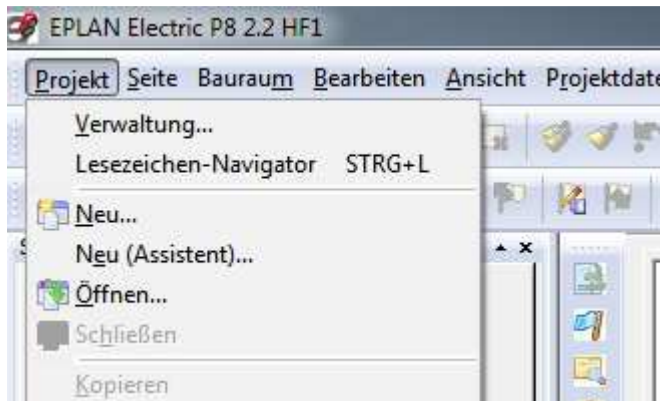 EPLAN Electric P8 2.2 HF1
Projekt Seite Bauraum Bearbeiten Ansicht Projektdate
Verwaltung...
Lesezeichen-Navigator STRG+L
Neu...
Neu (Assistent)...
Öffnen...
Schließen
Kopieren